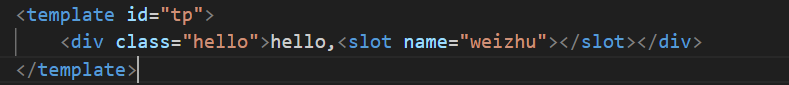 <template id="tp">
<div class="hello">hello,<slot name="weizhu"></slot></div>
</template>